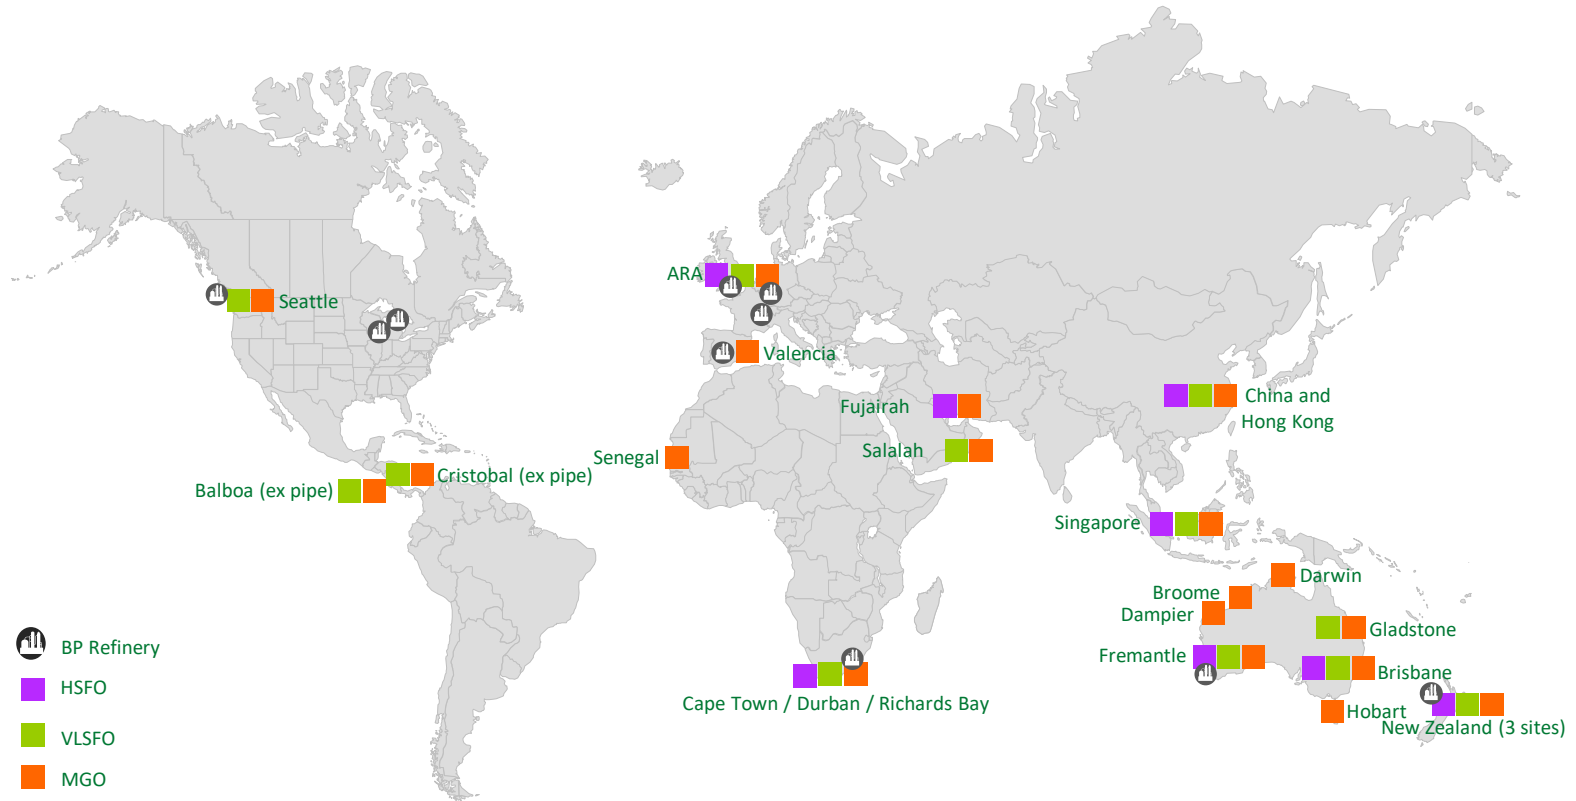 ARA
Seattle
Valencia
China and
Hong Kong
Fujairah
Salalah
Senegal
Cristobal (ex pipe)
Balboa (ex pipe)
Singapore
Darwin
Broome
Dampier
Gladstone
Fremantle
Brisbane
Cape Town / Durban / Richards Bay
Hobart
New Zealand (3 sites)
BP Refinery
HSFO
VLSFO
MGO